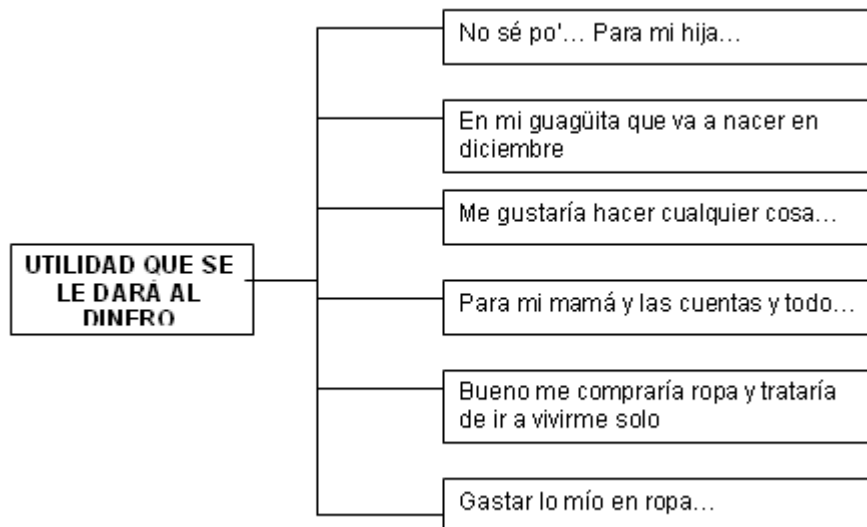 No sé po'... Para mi hija...
En mi guagüita que va a nacer en
diciembre
Me gustaría hacer cualquier cosa...
UTILIDAD QUE SE
LE DARÁ AL
DINERO
Para mi mamá y las cuentas y todo...
Bueno me compraría ropa y trataría
de ir a vivirme solo
Gastar lo mío en ropa...